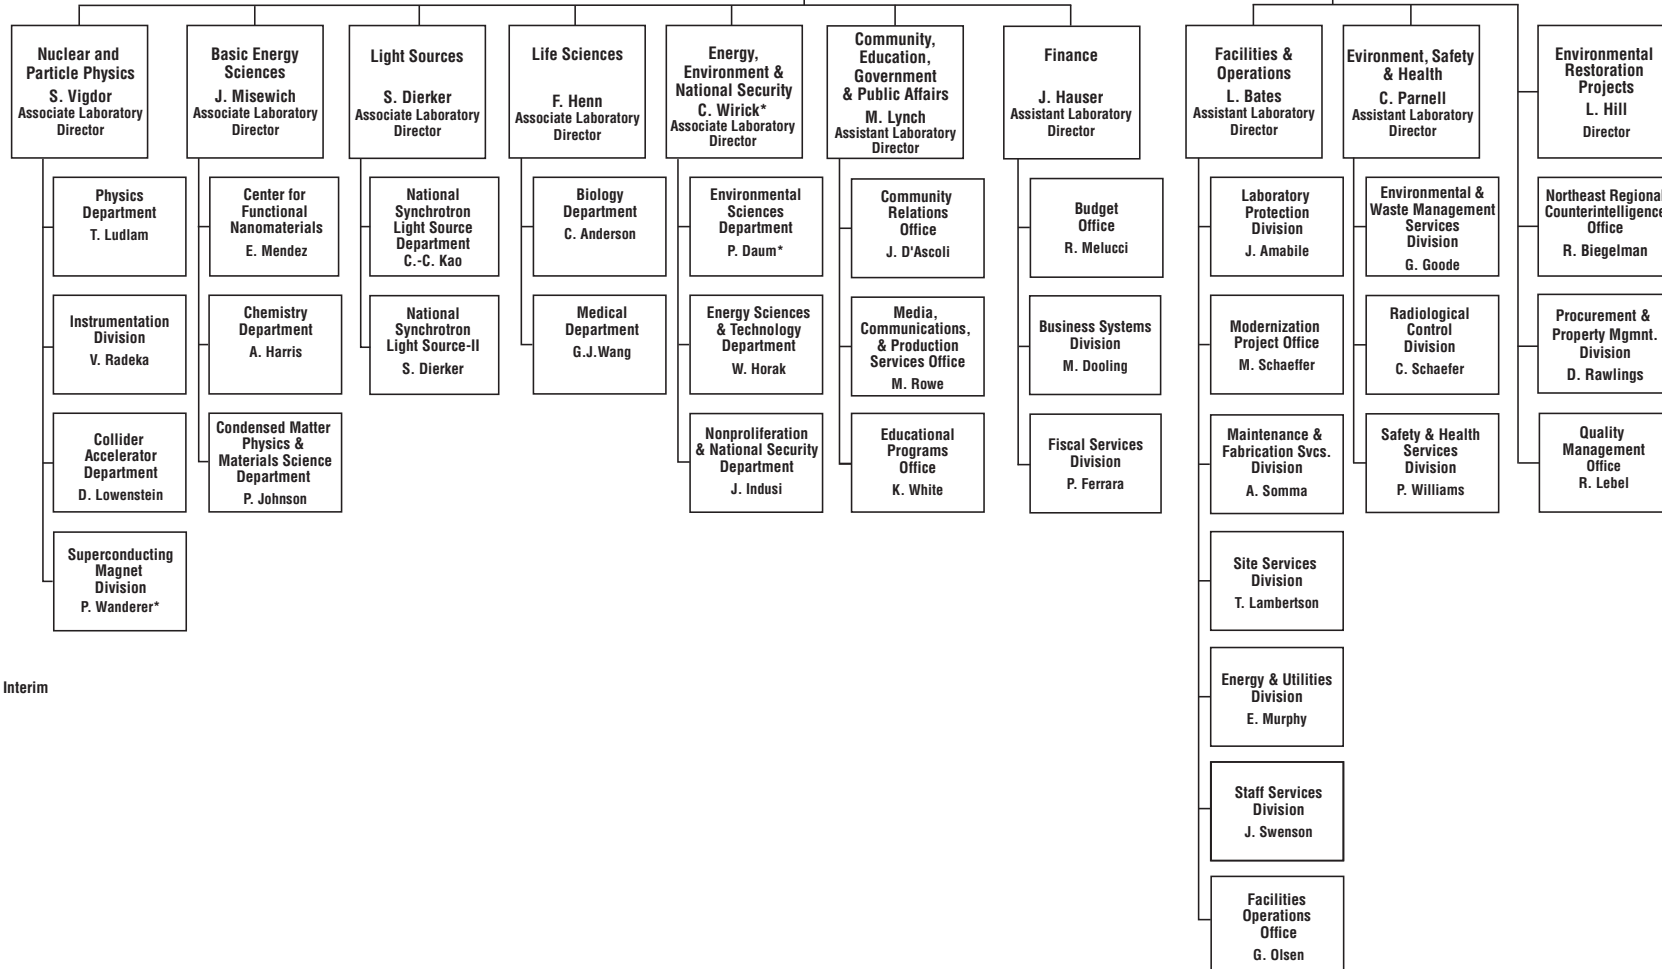 Nuclear and
Particle Physics
S. Vigdor
Associate Laboratory
Director
Physics
Department
T. Ludlam
Instrumentation
Division
V. Radeka
Collider
Accelerator
Department
D. Lowenstein
Superconducting
Magnet
Division
P. Wanderer*
Basic Energy
Sciences
J. Misewich
Associate Laboratory
Director
Center for
Functional
Nanomaterials
E. Mendez
Chemistry
Department
A. Harris
Condensed Matter
Physics &
Materials Science
Department
P. Johnson
Light Sources
S. Dierker
Associate Laboratory
Director
National
Synchrotron
Light Source
Department
C.-C. Kao
National
Synchrotron
Light Source-II
S. Dierker
Life Sciences
F. Henn
Associate Laboratory
Director
Biology
Department
C. Anderson
Medical
Department
G.J.Wang
Energy,
Environment &
National Security
C. Wirick*
Associate Laboratory
Director
Environmental
Sciences
Department
P. Daum*
Energy Sciences
& Technology
Department
W. Horak
Nonproliferation
& National Security
Department
J. Indusi
Community,
Education,
Government
& Public Affairs
M. Lynch
Assistant Laboratory
Director
Community
Relations
Office
J. D'Ascoli
Media,
Communications,
& Production
Services Office
M. Rowe
Educational
Programs
Office
K. White
Finance
J. Hauser
Assistant Laboratory
Director
Budget
Office
R. Melucci
Business Systems
Division
M. Dooling
Fiscal Services
Division
P. Ferrara
Facilities &
Operations
L. Bates
Assistant Laboratory
Director
Laboratory
Protection
Division
J. Amabile
Modernization
Project Office
M. Schaeffer
Maintenance &
Fabrication Svcs.
Division
A. Somma
Site Services
Division
T. Lambertson
Energy & Utilities
Division
E. Murphy
Staff Services
Division
J. Swenson
Facilities
Operations
Office
G. Olsen
Evironment, Safety
& Health
C. Parnell
Assistant Laboratory
Director
Environmental &
Waste Management
Services
Division
G. Goode
Radiological
Control
Division
C. Schaefer
Safety & Health
Services
Division
P. Williams
Environmental
Restoration
Projects
L. Hill
Director
Northeast Regional
Counterintelligence
Office
R. Biegelman
Procurement &
Property Mgmnt.
Division
D. Rawlings
Quality
Management
Office
R. Lebel
Interim